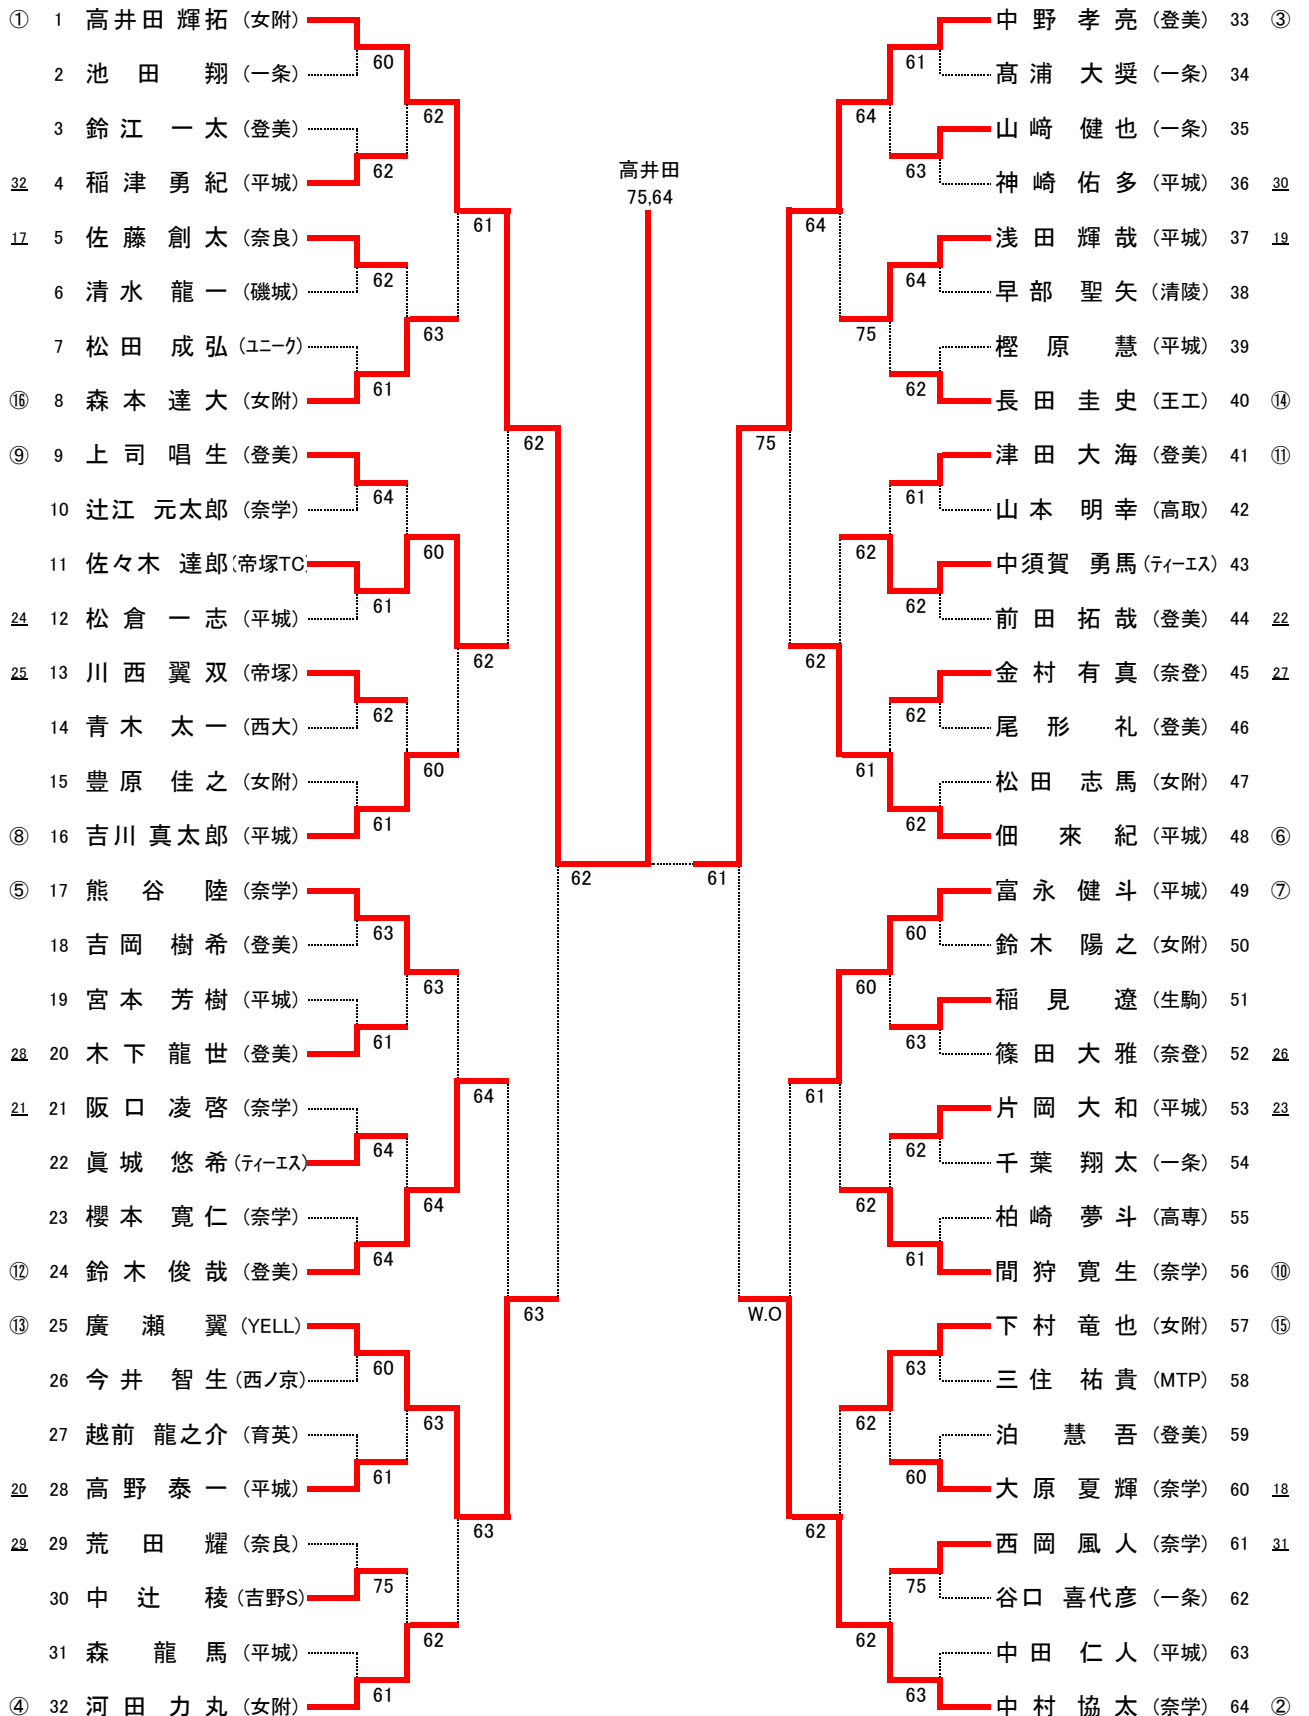 ① 1 高井田 輝拓 (女附)
60
2 池田 翔 (一条)
62
3 鈴江 一太 (登美)
62
32 4 稲津 勇紀 (平城)
61
17 5 佐藤 創太 (奈良)
62
6 清水 龍一 (磯城)
63
7 松田 成弘 (ユニーク)
61
⑯ 8 森本 達大 (女附)
62
⑨ 9 上司 唱生 (登美)
64
10 辻江 元太郎 (奈学)
60
11 佐々木 達郎 (帝塚TC)
61
24 12 松倉 一志 (平城)
62
25 13 川西 翼双 (帝塚)
62
14 青木 太一 (西大)
60
15 豊原 佳之 (女附)
61
⑧ 16 吉川 真太郎 (平城)
62
⑤ 17 熊谷 陸 (奈学)
63
18 吉岡 樹希 (登美)
63
19 宮本 芳樹 (平城)
61
28 20 木下 龍世 (登美)
64
21 21 阪口 凌啓 (奈学)
64
22 眞城 悠希 (ティーエス)
64
23 櫻本 寛仁 (奈学)
64
⑫ 24 鈴木 俊哉 (登美)
63
⑬ 25 廣瀬 翼 (YELL)
60
26 今井 智生 (西ノ京)
63
27 越前 龍之介 (育英)
61
20 28 高野 泰一 (平城)
63
29 29 荒田 耀 (奈良)
75
30 中辻 稜 (吉野S)
62
31 森 龍馬 (平城)
61
④ 32 河田 力丸 (女附)
高井田
75,64
中野 孝亮 (登美) 33 ③
61
髙浦 大奨 (一条) 34
64
山﨑 健也 (一条) 35
63
神崎 佑多 (平城) 36 30
64
浅田 輝哉 (平城) 37 19
64
早部 聖矢 (清陵) 38
75
樫原 慧 (平城) 39
62
長田 圭史 (王工) 40 ⑭
75
津田 大海 (登美) 41 ⑪
61
山本 明幸 (高取) 42
62
中須賀 勇馬 (ティーエス) 43
62
前田 拓哉 (登美) 44 22
62
金村 有真 (奈登) 45 27
62
尾形 礼 (登美) 46
61
松田 志馬 (女附) 47
62
佃 來紀 (平城) 48 ⑥
61
富永 健斗 (平城) 49 ⑦
60
鈴木 陽之 (女附) 50
60
稲見 遼 (生駒) 51
63
篠田 大雅 (奈登) 52 26
61
片岡 大和 (平城) 53 23
62
千葉 翔太 (一条) 54
62
柏崎 夢斗 (高専) 55
61
間狩 寛生 (奈学) 56 ⑩
W.O
下村 竜也 (女附) 57 ⑮
63
三住 祐貴 (MTP) 58
62
泊 慧吾 (登美) 59
60
大原 夏輝 (奈学) 60 18
62
西岡 風人 (奈学) 61 31
75
谷口 喜代彦 (一条) 62
62
中田 仁人 (平城) 63
63
中村 協太 (奈学) 64 ②